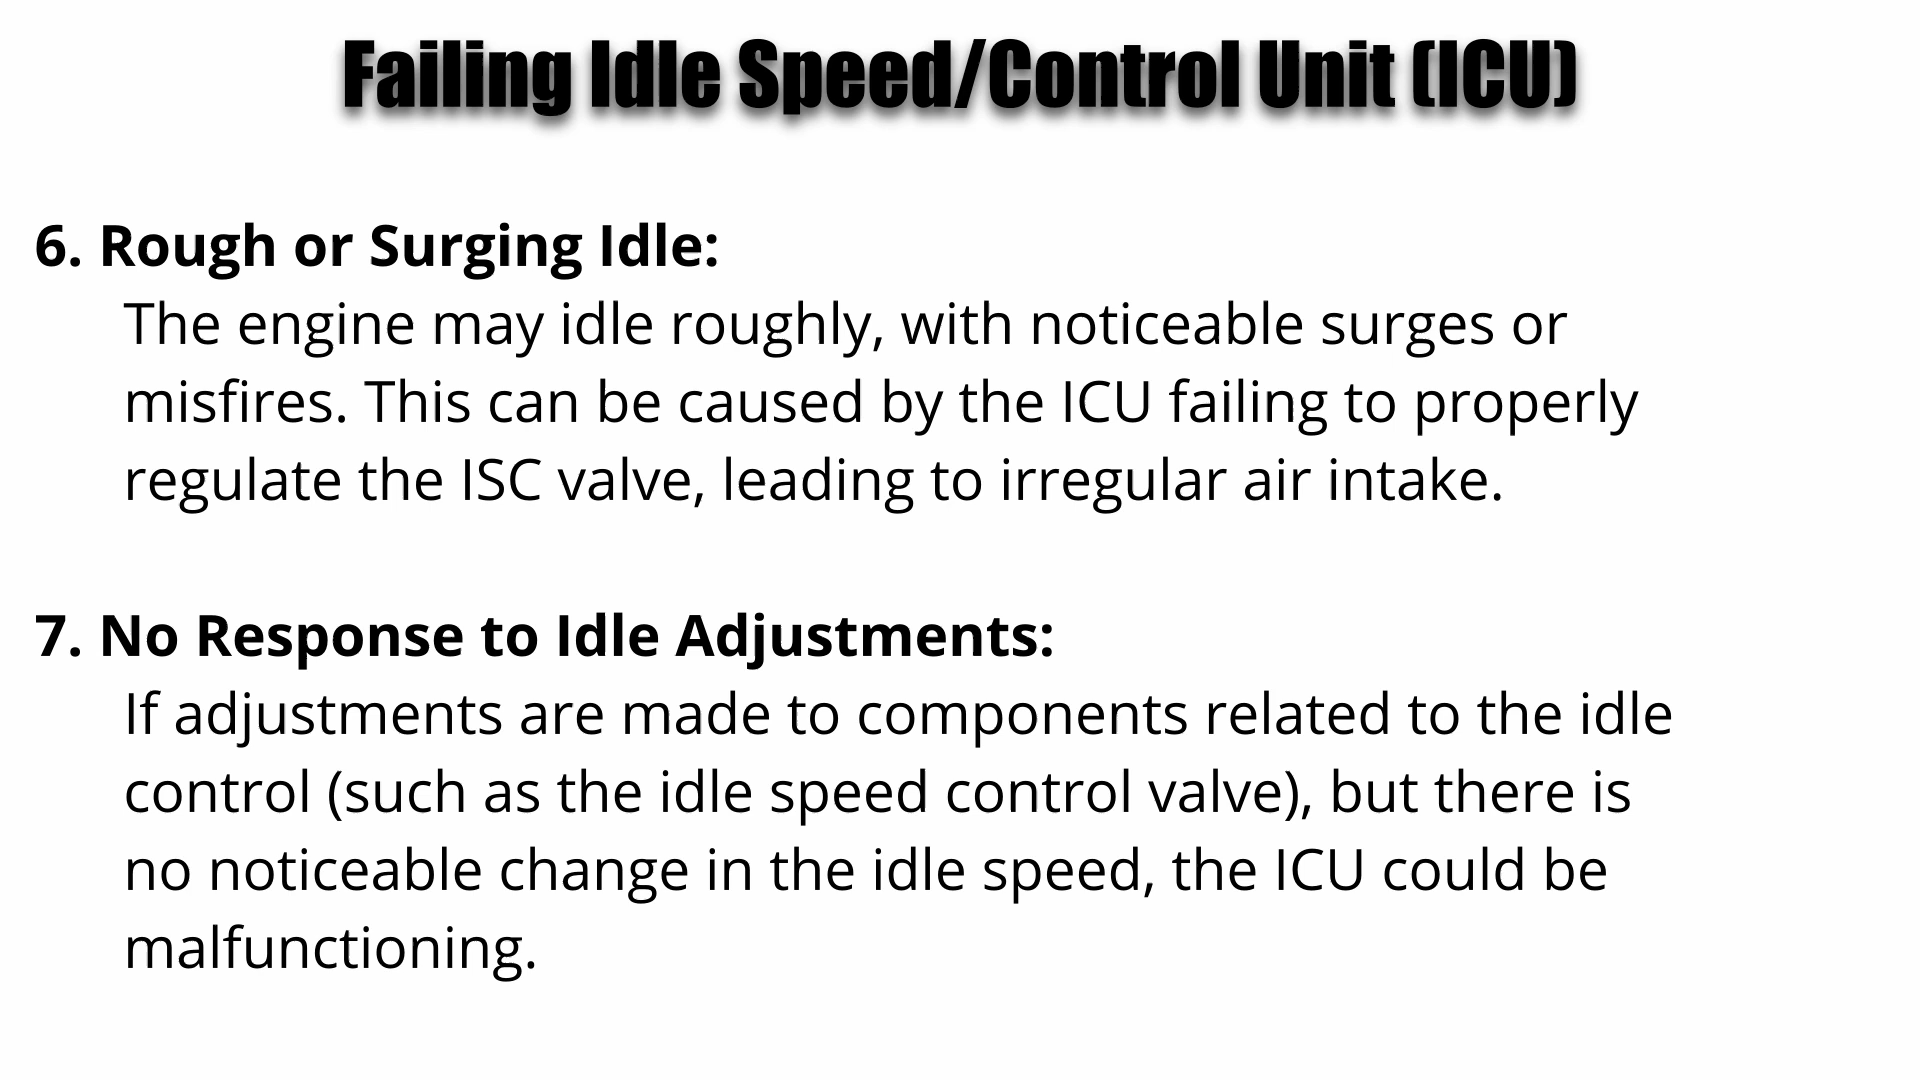 Failing Idle Speed/Control Unit (ICU)
6. Rough or Surging Idle:
The engine may idle roughly, with noticeable surges or
misfires. This can be caused by the ICU failing to properly
regulate the ISC valve, leading to irregular air intake.
7. No Response to Idle Adjustments:
If adjustments are made to components related to the idle
control (such as the idle speed control valve), but there is
no noticeable change in the idle speed, the ICU could be
malfunctioning.